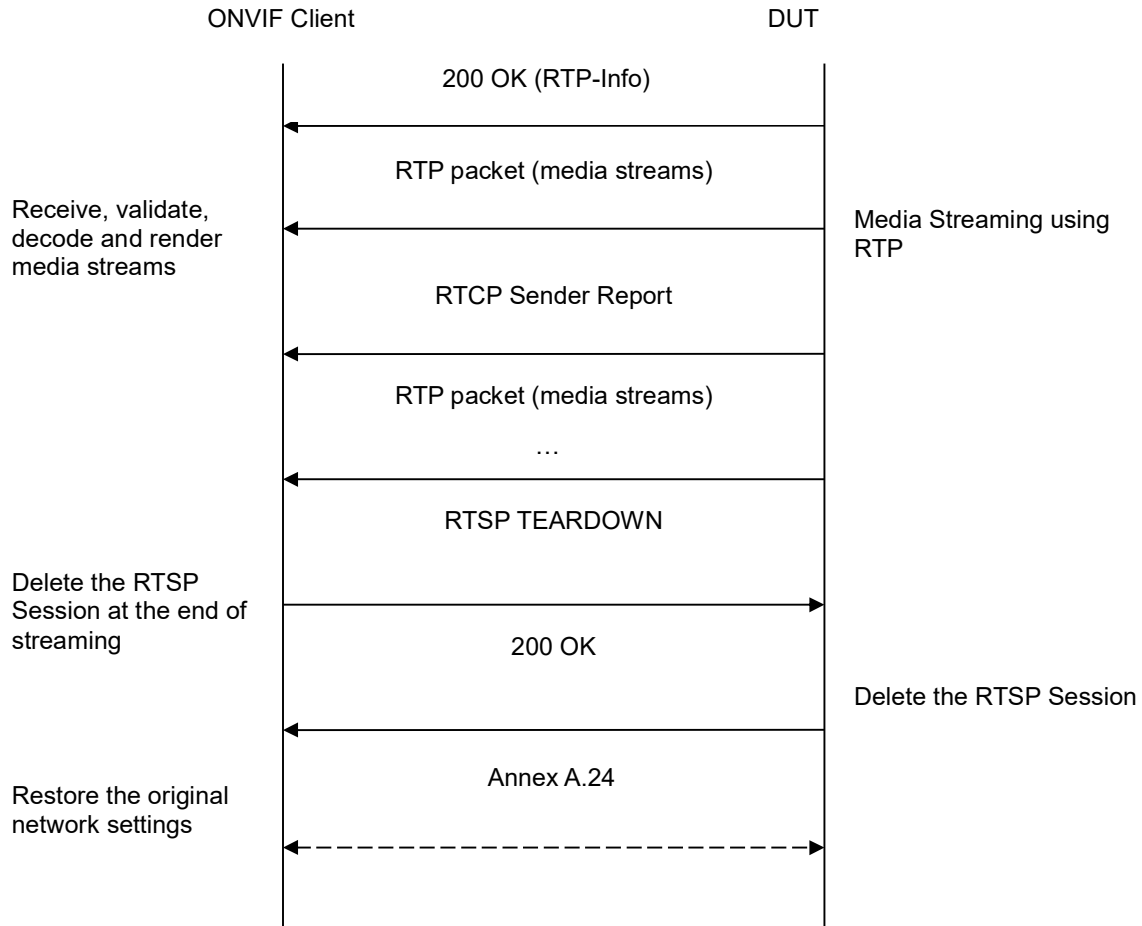 ONVIF Client
DUT
200 OK (RTP-Info)
RTP packet (media streams)
Receive, validate,
decode and render
media streams
Media Streaming using
RTP
RTCP Sender Report
RTP packet (media streams)
…
RTSP TEARDOWN
Delete the RTSP
Session at the end of
streaming
200 OK
Delete the RTSP Session
Annex A.24
Restore the original
network settings